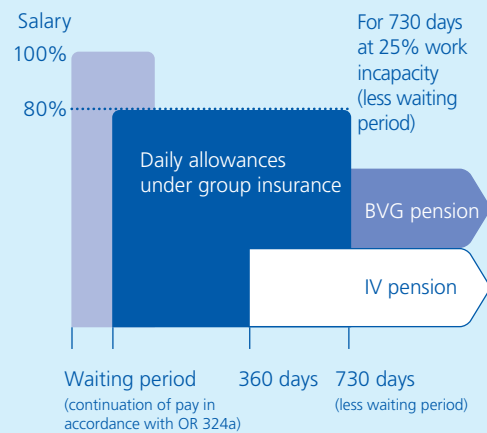 Salary
100%
80%
For 730 days
at 25% work
incapacity
(less waiting
period)
Daily allowances
under group insurance
BVG pension
IV pension
Waiting period
(continuation of pay in
accordance with OR 324a)
360 days
730 days
(less waiting period)